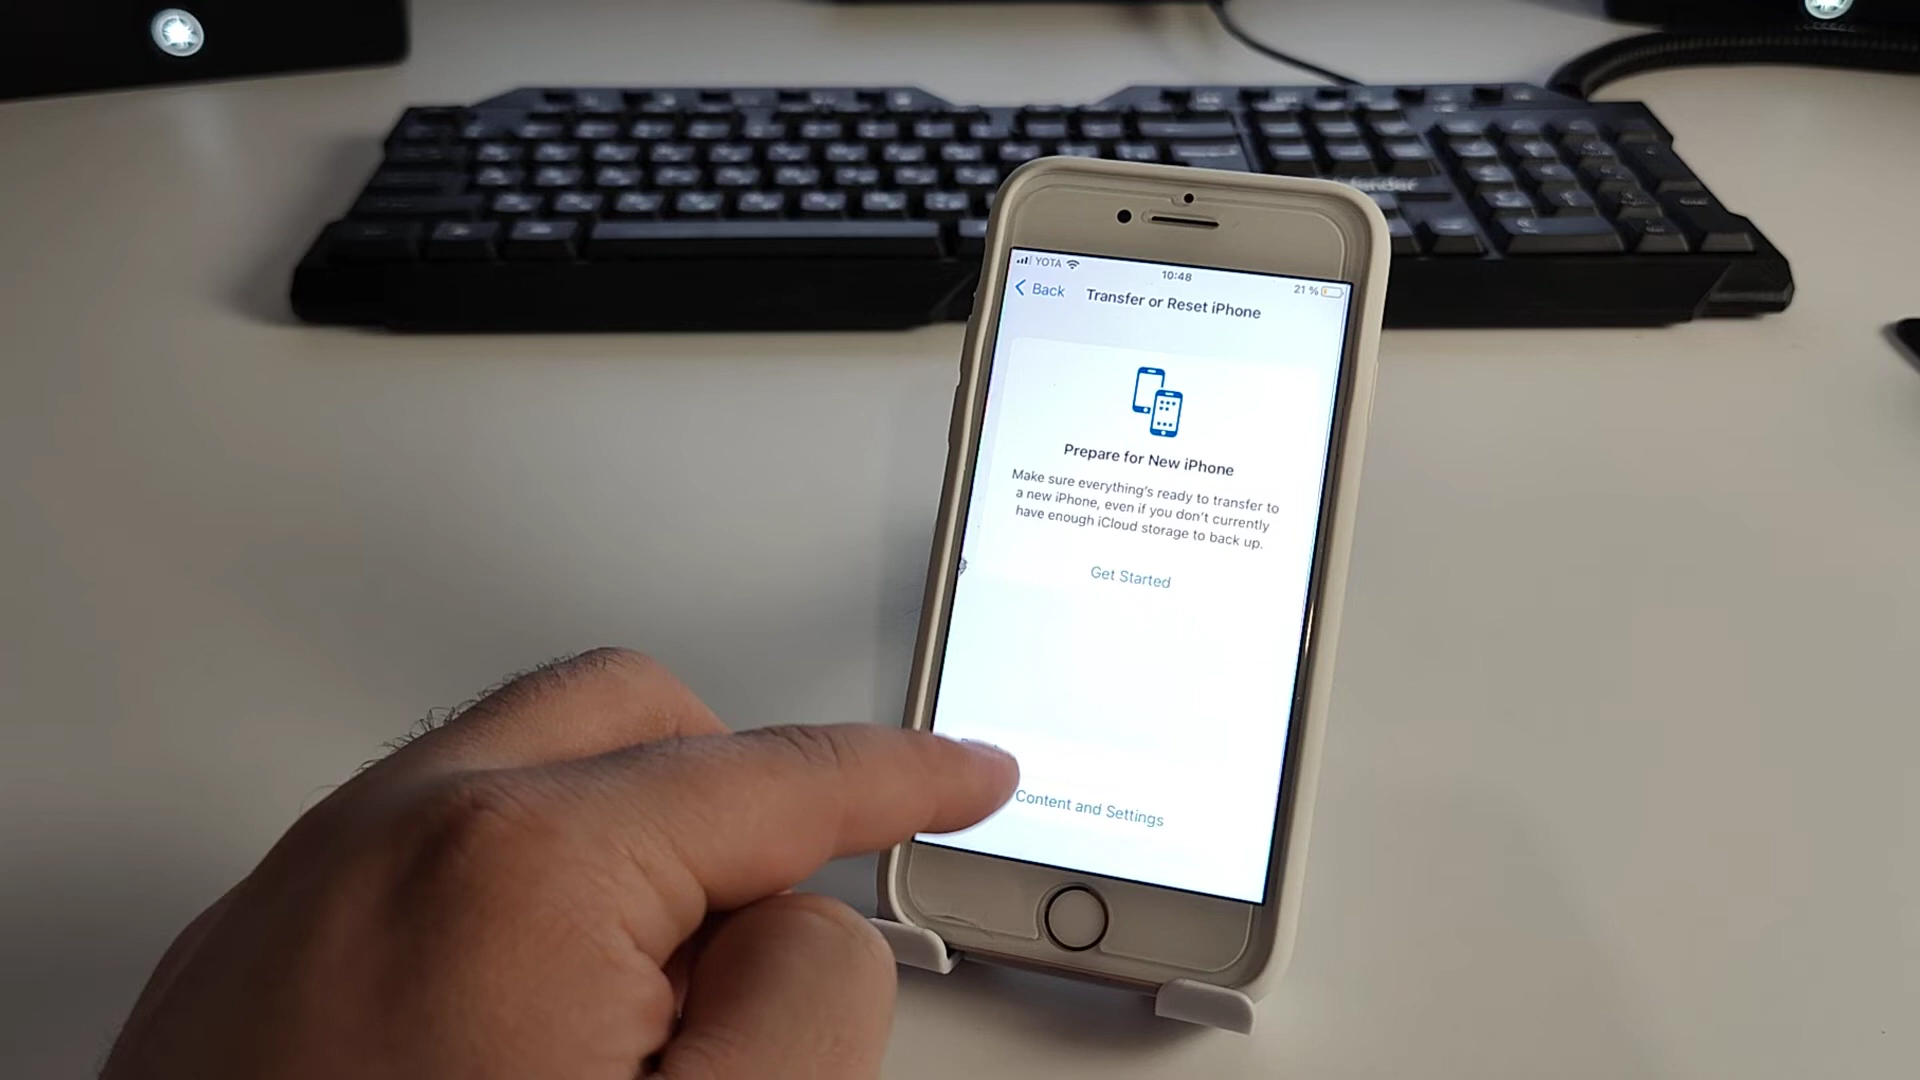 YOTA
10:48
21 %
Back
Transfer or Reset iPhone
Prepare for New iPhone
Make sure everything's ready to transfer to
a new iPhone, even if you don't currently
have enough iCloud storage to back up.
Get Started
Content and Settings